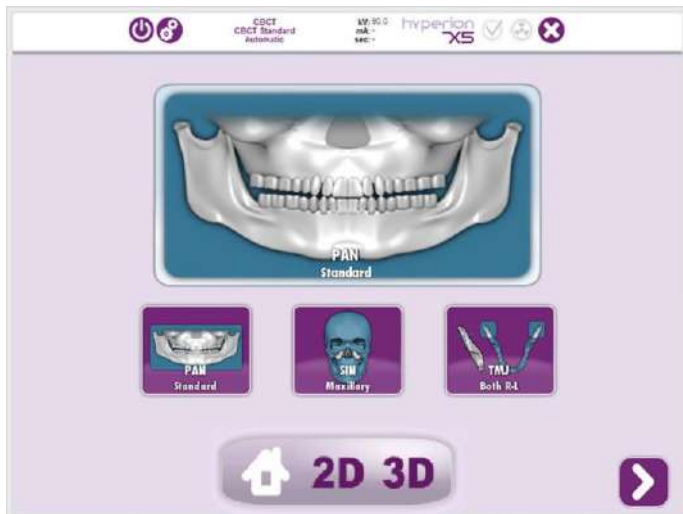 CBCT
CBCT Standard
Automatic
kV: 90.0
mA: -
sec: -
hyperion
X5
PAN
Standard
PAN
Standard
SIN
Maxillary
TMJ
Both R-L
2D 3D